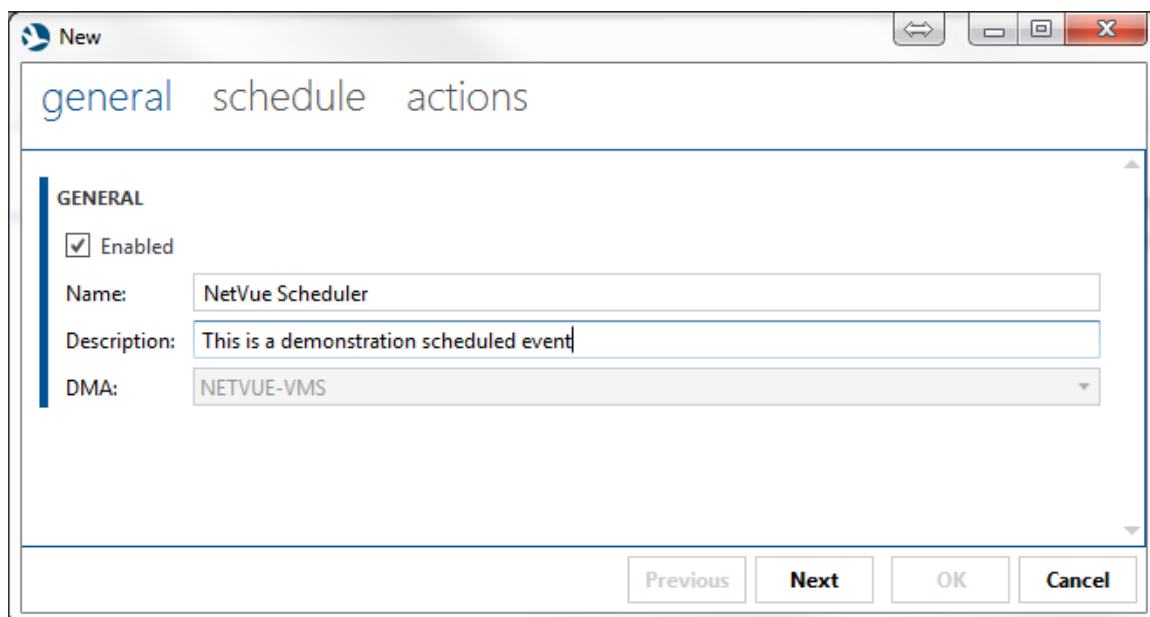 New
general schedule actions
GENERAL
Enabled
Name: NetVue Scheduler
Description: This is a demonstration scheduled event
DMA: NETVUE-VMS
Previous Next OK Cancel